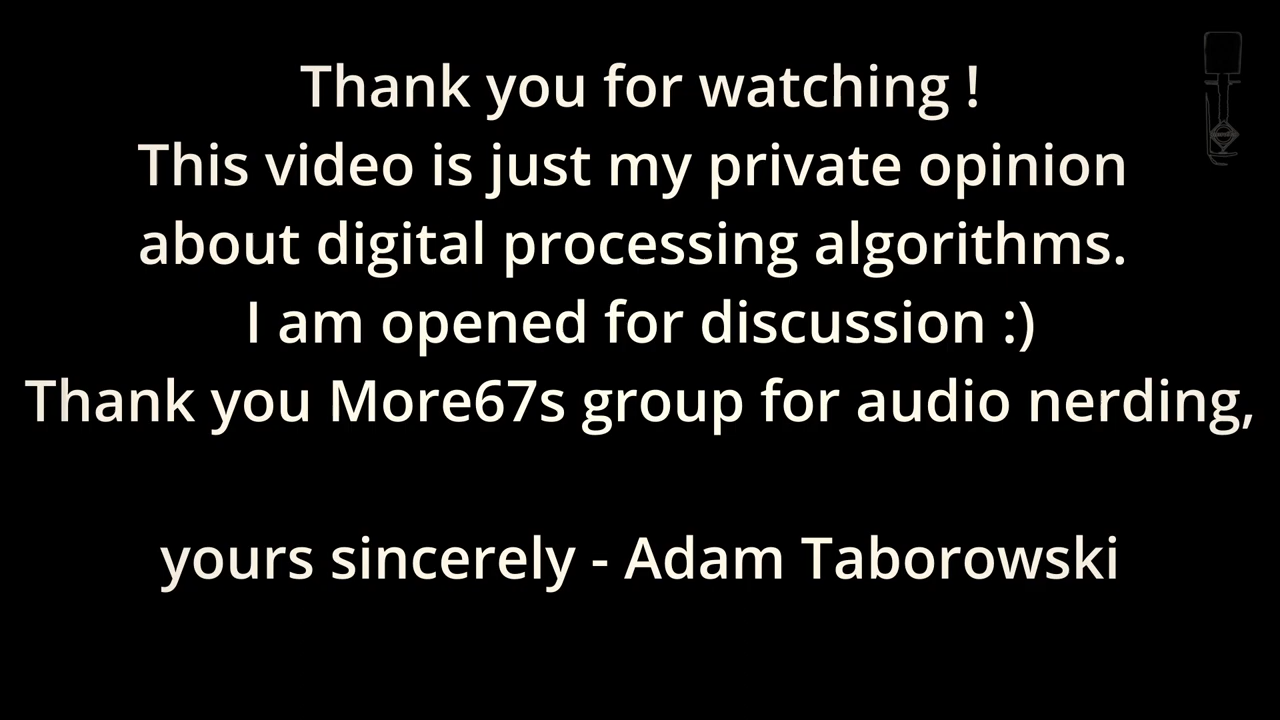 Thank you for watching !
This video is just my private opinion
about digital processing algorithms.
I am opened for discussion :)
Thank you More67s group for audio nerding,
yours sincerely - Adam Taborowski